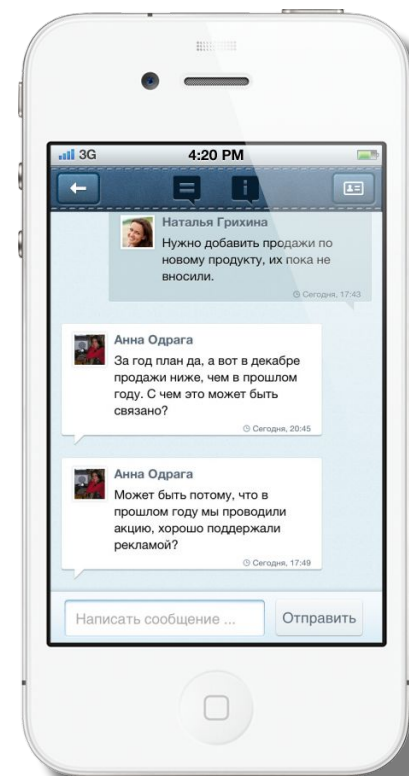 3G 4:20 PM
Наталья Грихина
Нужно добавить продажи по
новому продукту, их пока не
вносили.
Сегодня, 17:43
Анна Одрага
За год план да, а вот в декабре
продажи ниже, чем в прошлом
году. С чем это может быть
связано?
Сегодня, 20:45
Анна Одрага
Может быть потому, что в
прошлом году мы проводили
акцию, хорошо поддержали
рекламой?
Сегодня, 17:49
Написать сообщение ... Отправить